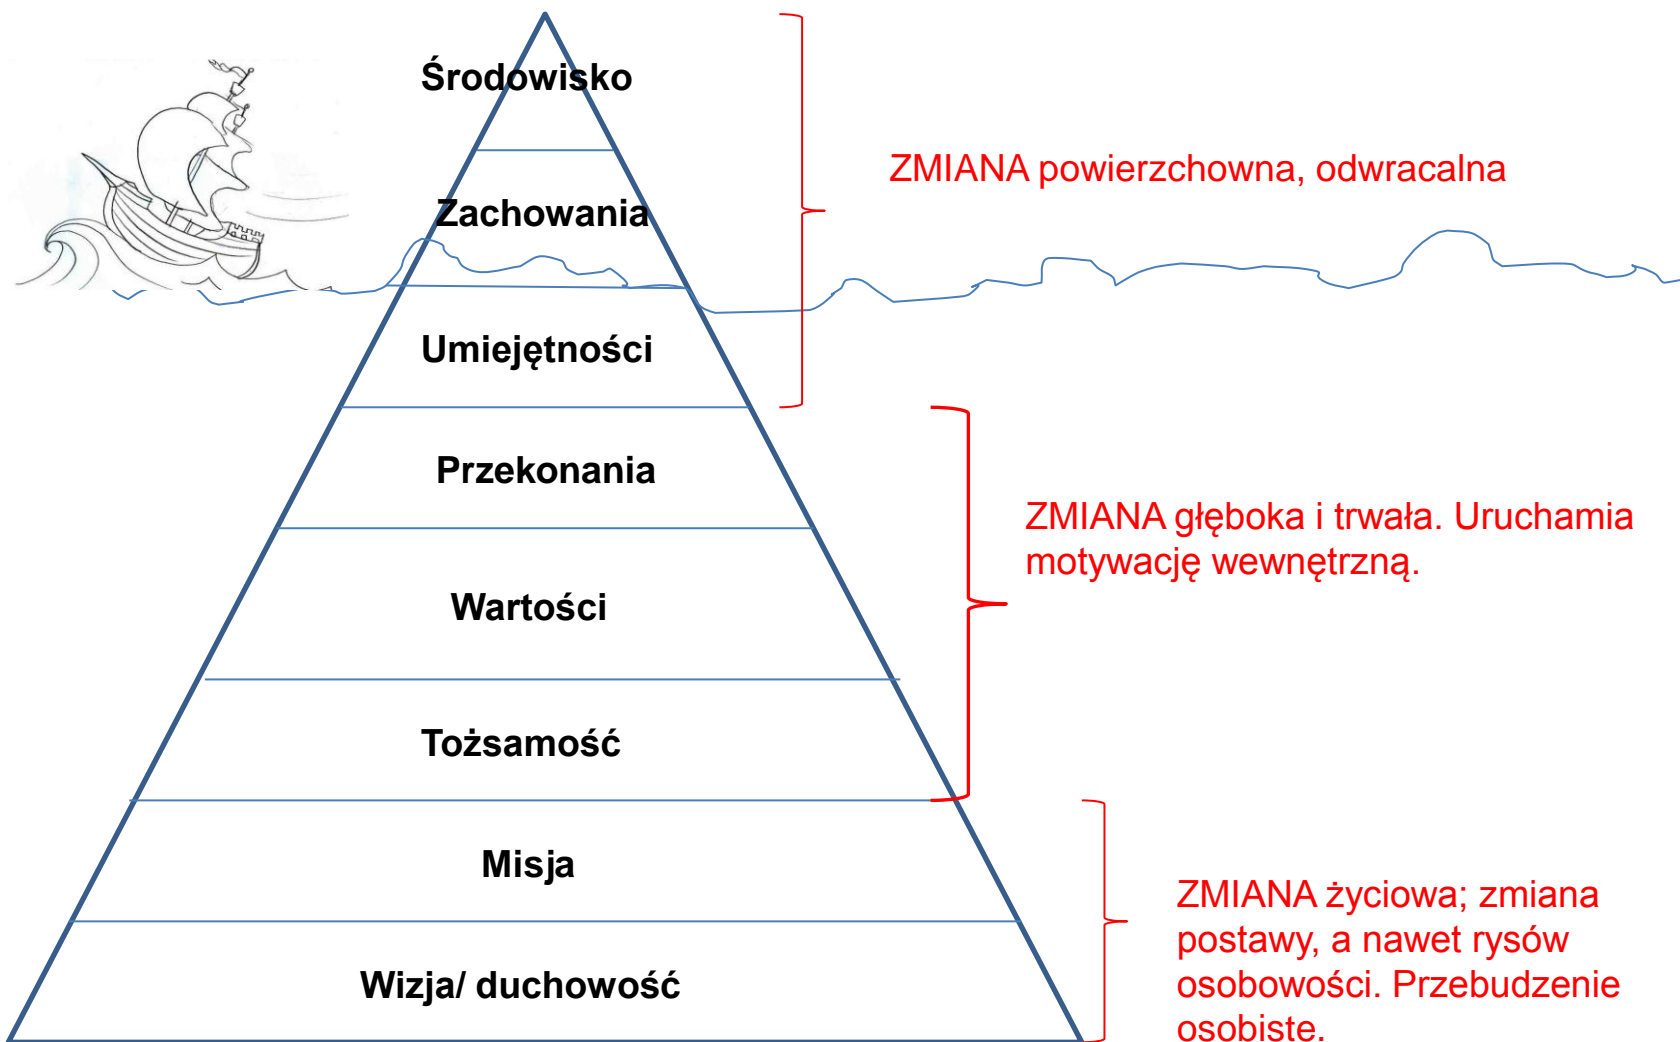 Środowisko
ZMIANA powierzchowna, odwracalna
Zachowania
Umiejętności
Przekonania
ZMIANA głęboka i trwała. Uruchamia
motywację wewnętrzną.
Wartości
Tożsamość
Misja
ZMIANA życiowa; zmiana
postawy, a nawet rysów
osobowości. Przebudzenie
osobiste.
Wizja/ duchowość